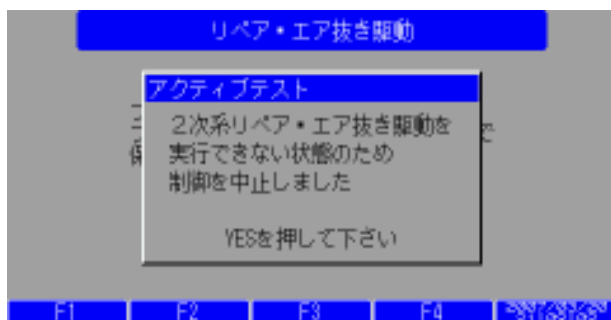 リペア・エア抜き駆動
アクティブテスト
2次系リペア・エア抜き駆動を
実行できない状態のため
制御を中止しました
YESを押して下さい
F1 F2 F3 F4